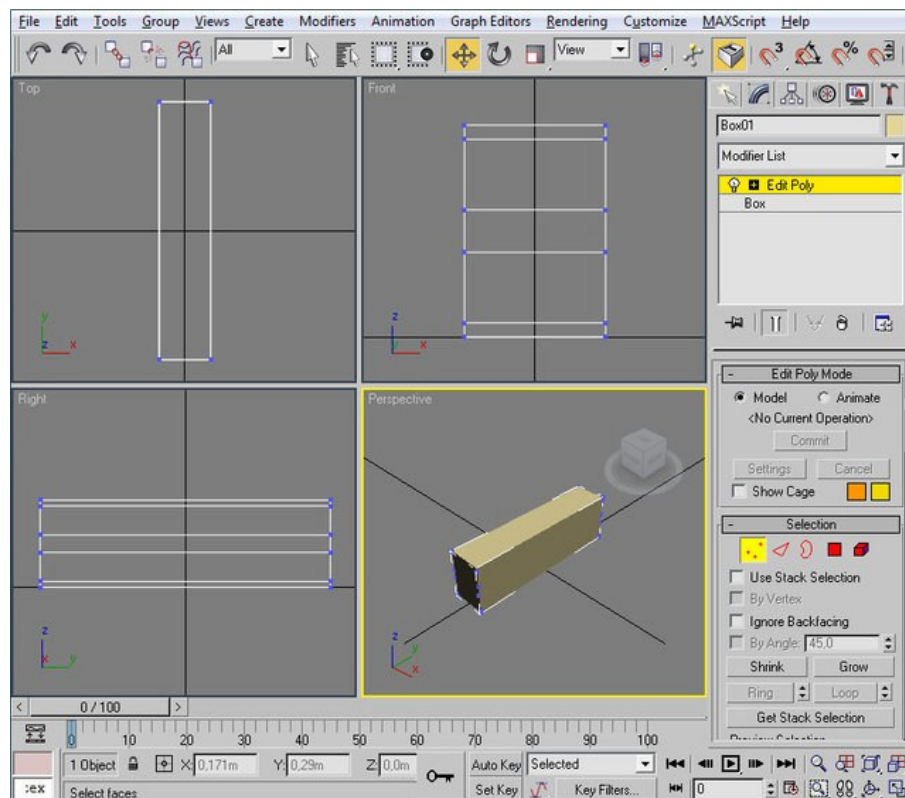 File Edit Tools Group Views Create Modifiers Animation Graph Editors Rendering Customize MAXScript Help
All View 3 %
Top Front
Box01
Modifier List
Edit Poly
Box
z y x z y x
Right Perspective
Edit Poly Mode
Model Animate
<No Current Operation>
Commit
Settings Cancel
Show Cage
Selection
Use Stack Selection
By Vertex
Ignore Backfacing
By Angle: 45,0
Shrink Grow
Ring Loop
Get Stack Selection
z x y z y x
< 0 / 100 >
0 10 20 30 40 50 60 70 80 90 100
1 Object X: 0,171m Y: 0,29m Z: 0,0m Auto Key Selected
:ex Select faces Set Key Key Filters... 0